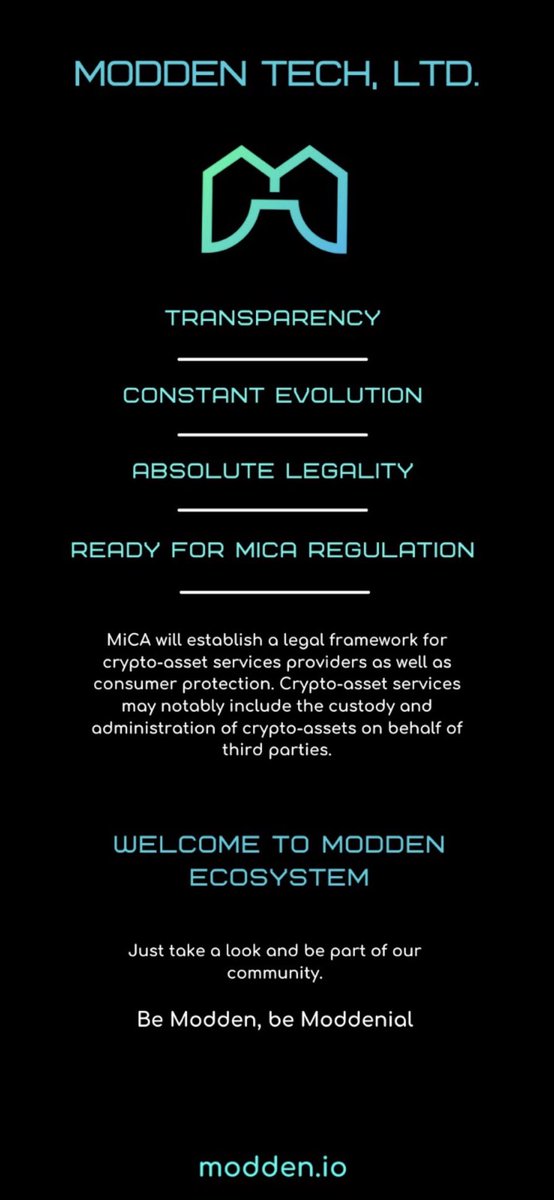 MODDEN TECH, LTD.
TRANSPARENCY
CONSTANT EVOLUTION
ABSOLUTE LEGALITY
READY FOR MICA REGULATION
MiCA will establish a legal framework for
crypto-asset services providers as well as
consumer protection. Crypto-asset services
may notably include the custody and
administration of crypto-assets on behalf of
third parties.
WELCOME TO MODDEN
ECOSYSTEM
Just take a look and be part of our
community.
Be Modden, be Moddenial
modden.io